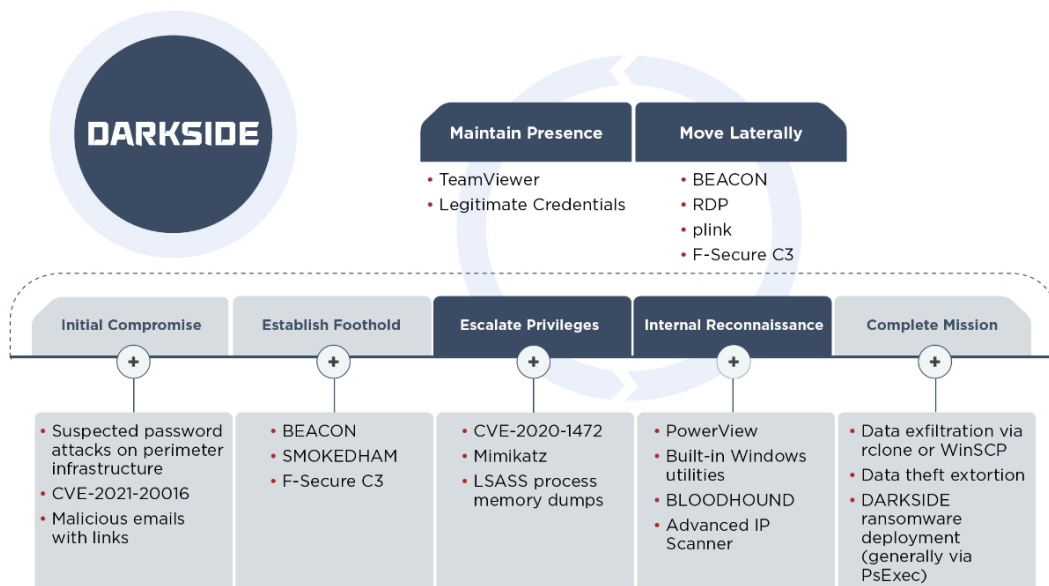 DARKSIDE
Maintain Presence
• TeamViewer
• Legitimate Credentials
Move Laterally
• BEACON
• RDP
• plink
• F-Secure C3
Initial Compromise
Establish Foothold
Escalate Privileges
Internal Reconnaissance
Complete Mission
+
+
+
+
+
• Suspected password
attacks on perimeter
infrastructure
• CVE-2021-20016
• Malicious emails
with links
• BEACON
• SMOKEDHAM
• F-Secure C3
• CVE-2020-1472
• Mimikatz
• LSASS process
memory dumps
• PowerView
• Built-in Windows
utilities
• BLOODHOUND
• Advanced IP
Scanner
• Data exfiltration via
rclone or WinSCP
• Data theft extortion
• DARKSIDE
ransomware
deployment
(generally via
PsExec)